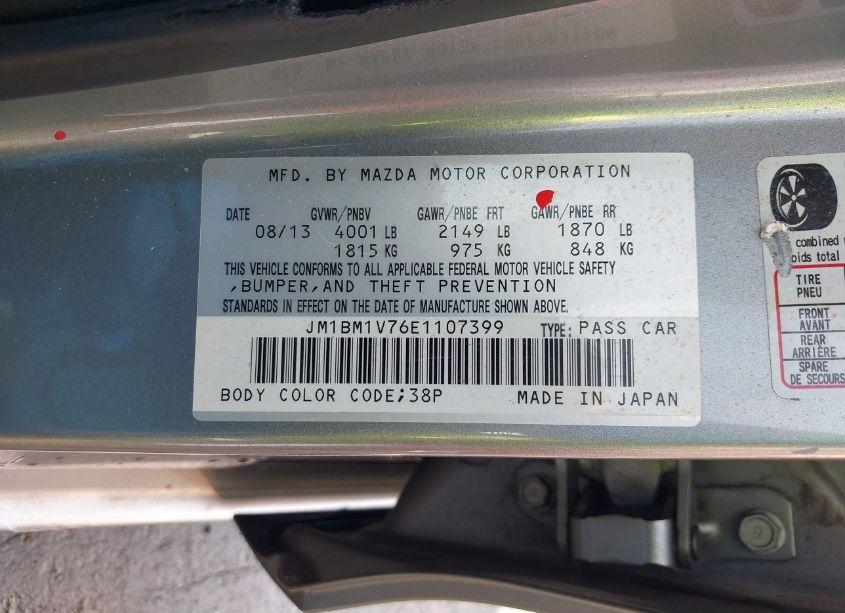 MFD. BY MAZDA MOTOR CORPORATION
DATE GVWR/PNBV GAWR/PNBE FRT GAWR/PNBE RR
08/13 4001 LB 2149 LB 1870 LB
1815 KG 975 KG 848 KG
THIS VEHICLE CONFORMS TO ALL APPLICABLE FEDERAL MOTOR VEHICLE SAFETY
,BUMPER,AND THEFT PREVENTION
STANDARDS IN EFFECT ON THE DATE OF MANUFACTURE SHOWN ABOVE.
JM1BM1V76E1107399 TYPE: PASS CAR
BODY COLOR CODE;38P MADE IN JAPAN
combined
total
TIRE
PNEU
FRONT
AVANT
REAR
ARRIÈRE
SPARE
DE SECOURS
8